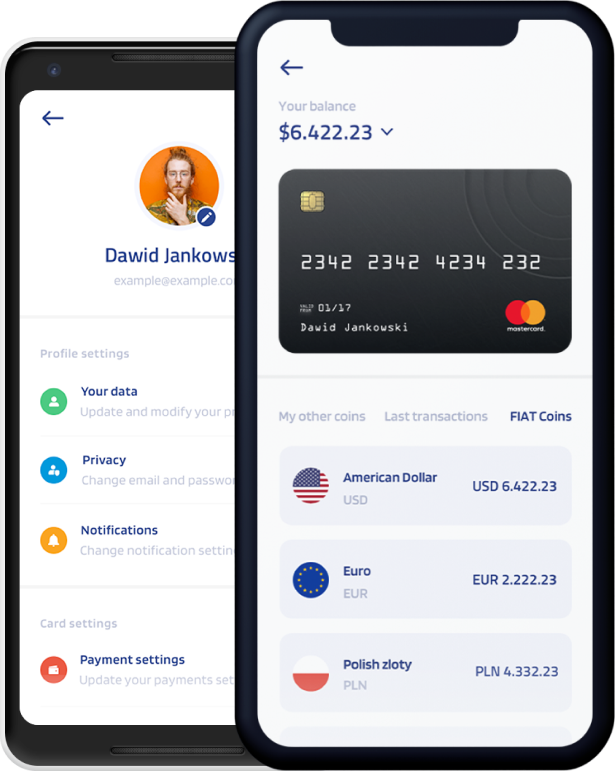 Dawid Jankows
example@example.co
Profile settings
Your data
Update and modify your pr
Privacy
Change email and passwo
Notifications
Change notification settin
Card settings
Payment settings
Update your payments set
Your balance
$6.422.23
2342 2342 4234 232
VALID
FROM
01/17
Dawid Jankowski
mastercard.
My other coins
Last transactions
FIAT Coins
American Dollar
USD 6.422.23
USD
Euro
EUR 2.222.23
EUR
Polish zloty
PLN 4.332.23
PLN